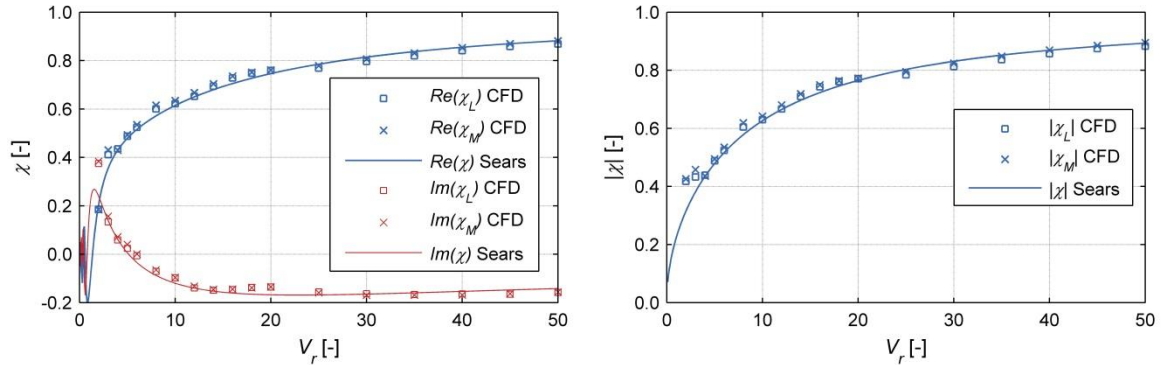 1.0
0.8
0.6
0.4
0.2
0.0
-0.2
χ [-]
0 10 20 30 40 50
V_r [-]
Re(χ_L) CFD
Re(χ_M) CFD
Re(χ) Sears
Im(χ_L) CFD
Im(χ_M) CFD
Im(χ) Sears
1.0
0.8
0.6
0.4
0.2
0.0
|χ| [-]
0 10 20 30 40 50
V_r [-]
|χ_L| CFD
|χ_M| CFD
|χ| Sears